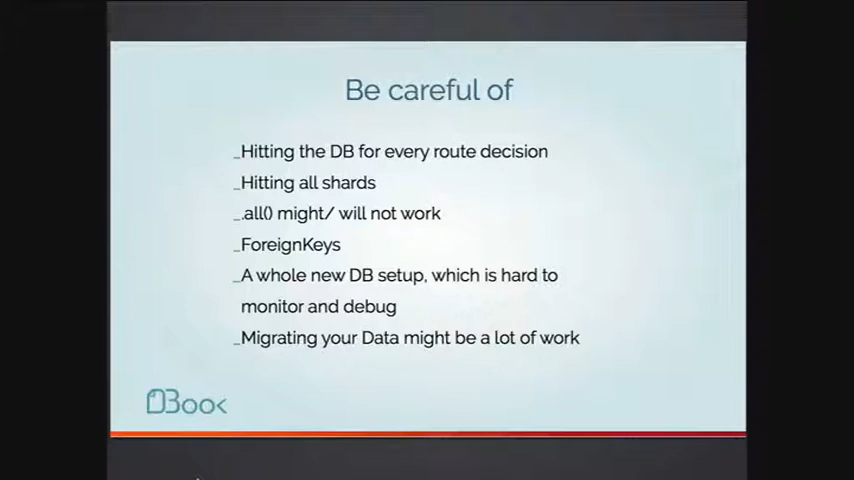 Be careful of
_Hitting the DB for every route decision
_Hitting all shards
_.all() might/ will not work
_ForeignKeys
_A whole new DB setup, which is hard to
monitor and debug
_Migrating your Data might be a lot of work
DBook